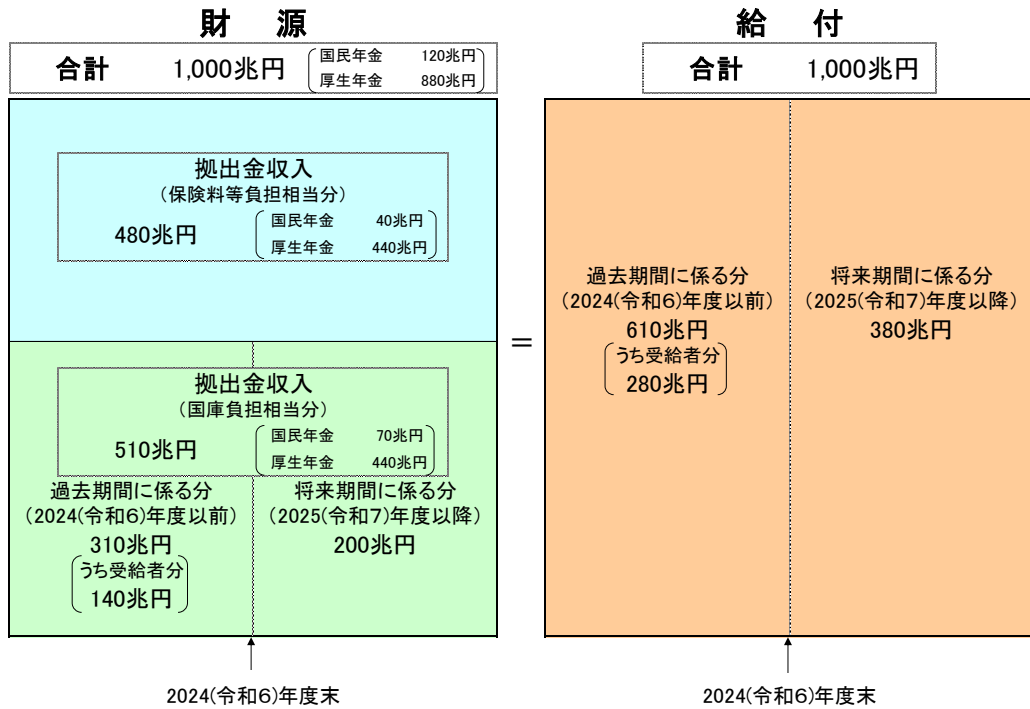 財 源
合計 1,000兆円
国民年金 120兆円
厚生年金 880兆円
拠出金収入
(保険料等負担相当分)
480兆円
国民年金 40兆円
厚生年金 440兆円
拠出金収入
(国庫負担相当分)
510兆円
国民年金 70兆円
厚生年金 440兆円
過去期間に係る分
(2024(令和6)年度以前)
310兆円
うち受給者分
140兆円
将来期間に係る分
(2025(令和7)年度以降)
200兆円
2024(令和6)年度末
=
給 付
合計 1,000兆円
過去期間に係る分
(2024(令和6)年度以前)
610兆円
うち受給者分
280兆円
将来期間に係る分
(2025(令和7)年度以降)
380兆円
2024(令和6)年度末